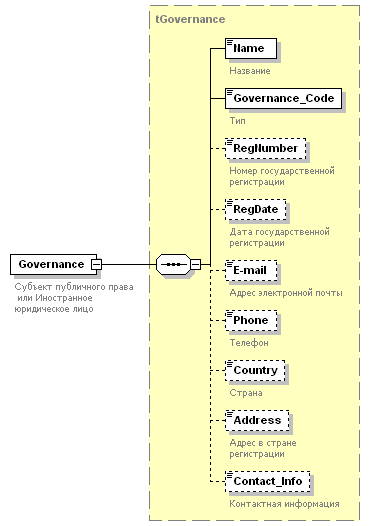 tGovernance
Name
Название
Governance_Code
Тип
RegNumber
Номер государственной
регистрации
RegDate
Дата государственной
регистрации
Governance
Субъект публичного права
или Иностранное
юридическое лицо
E-mail
Адрес электронной почты
Phone
Телефон
Country
Страна
Address
Адрес в стране
регистрации
Contact_Info
Контактная информация